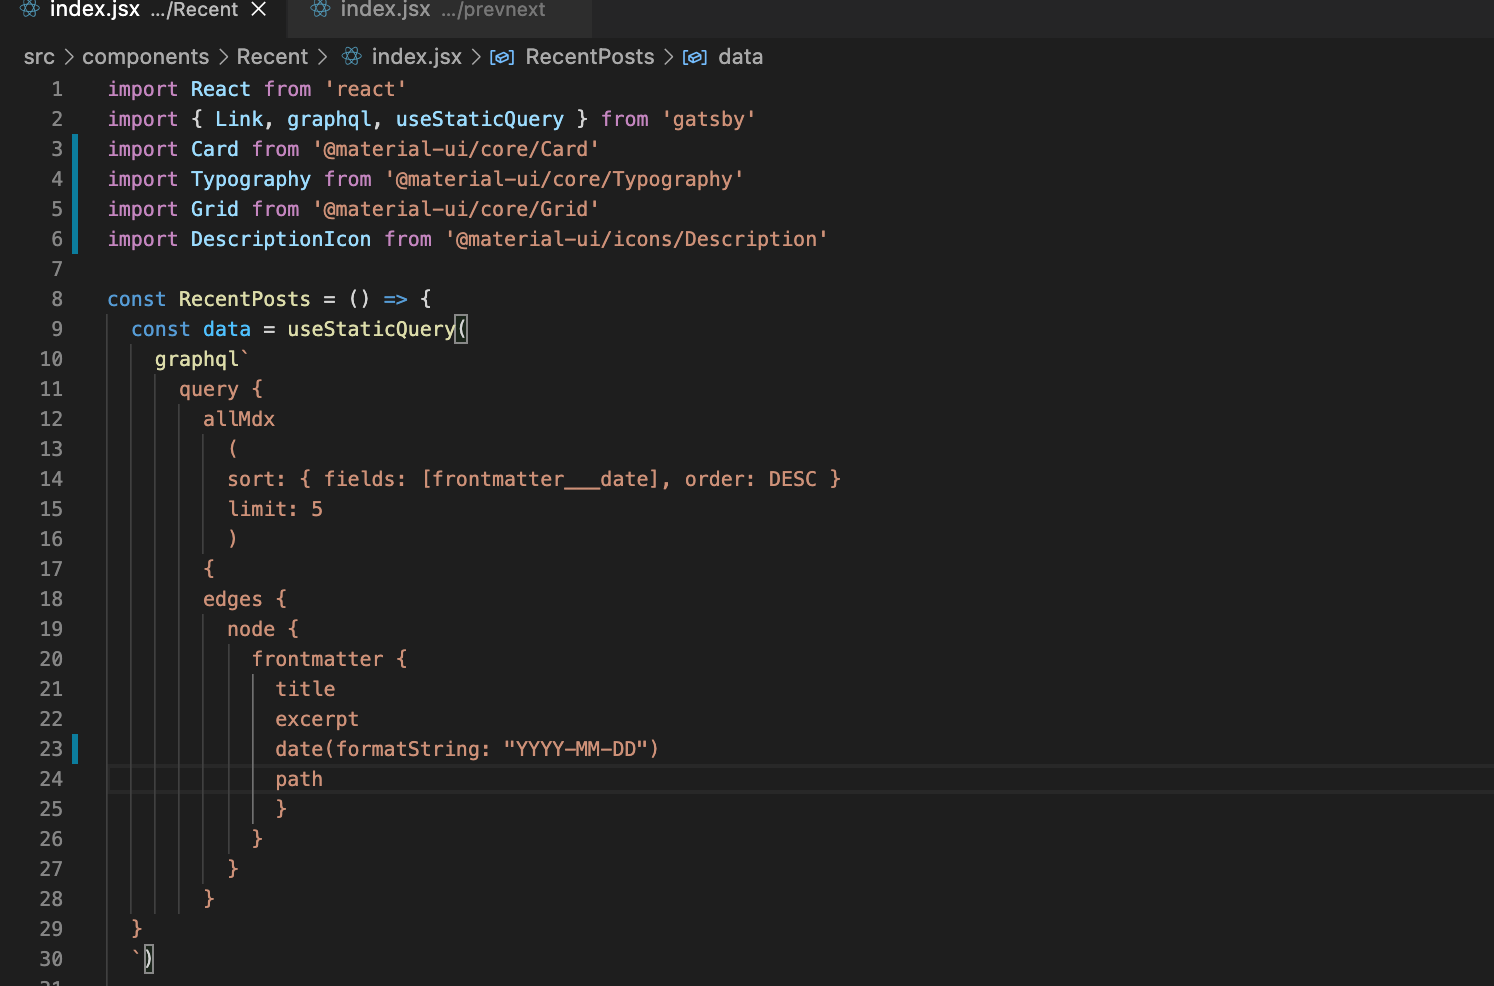 index.jsx .../Recent × index.jsx .../prevnext
src > components > Recent > index.jsx > RecentPosts > data
1 import React from 'react'
2 import { Link, graphql, useStaticQuery } from 'gatsby'
3 import Card from '@material-ui/core/Card'
4 import Typography from '@material-ui/core/Typography'
5 import Grid from '@material-ui/core/Grid'
6 import DescriptionIcon from '@material-ui/icons/Description'
7
8 const RecentPosts = () => {
9   const data = useStaticQuery(
10     graphql`
11       query {
12         allMdx
13           (
14           sort: { fields: [frontmatter___date], order: DESC }
15           limit: 5
16           )
17         {
18         edges {
19           node {
20             frontmatter {
21               title
22               excerpt
23               date(formatString: "YYYY-MM-DD")
24               path
25               }
26             }
27           }
28         }
29   }
30   `)